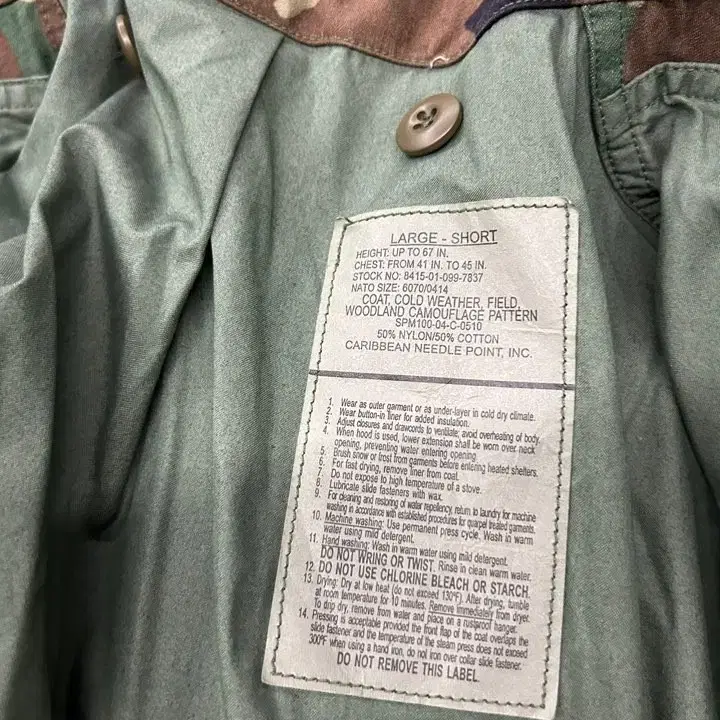 LARGE - SHORT
HEIGHT: UP TO 67 IN.
CHEST: FROM 41 IN. TO 45 IN.
STOCK NO: 8415-01-099-7837
NATO SIZE: 6070/0414
COAT, COLD WEATHER, FIELD,
WOODLAND CAMOUFLAGE PATTERN
SPM100-04-C-0510
50% NYLON/50% COTTON
CARIBBEAN NEEDLE POINT, INC.
1. Wear as outer garment or as under-layer in cold dry climate.
2. Wear button-in liner for added insulation.
3. Adjust closures and drawcords to ventilate; avoid overheating of body.
4. When hood is used, lower extension shall be worn over neck
opening, preventing water entering opening.
5. Brush snow or frost from garments before entering heated shelters.
6. For fast drying, remove liner from coat.
7. Do not expose to high temperature of a stove.
8. Lubricate slide fasteners with wax.
9. For cleaning and restoring of water repellency, return to laundry for machine
washing in accordance with established procedures for quarpel treated garments.
10. Machine washing: Use permanent press cycle. Wash in warm
water using mild detergent.
11. Hand washing: Wash in warm water using mild detergent.
DO NOT WRING OR TWIST. Rinse in clean warm water.
12. DO NOT USE CHLORINE BLEACH OR STARCH.
13. Drying: Dry at low heat (do not exceed 130°F). After drying, tumble
at room temperature for 10 minutes. Remove immediately from dryer.
To drip dry, remove from water and place on a rustproof hanger.
14. Pressing is acceptable provided the front flap of the coat overlaps the
slide fastener and the temperature of the steam press does not exceed
300°F when using a hand iron, do not iron over collar slide fastener.
DO NOT REMOVE THIS LABEL